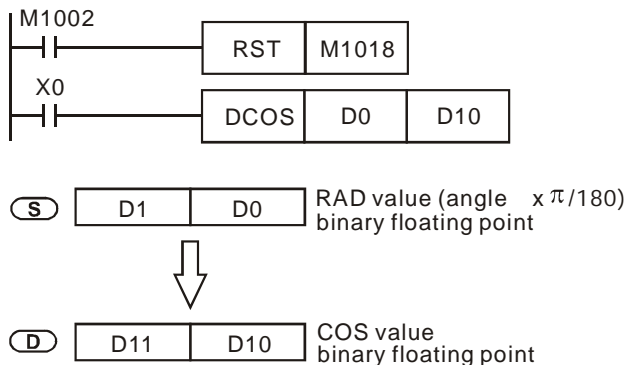 M1002
RST M1018
X0
DCOS D0 D10
S D1 D0 RAD value (angle x π/180)
binary floating point
D D11 D10 COS value
binary floating point